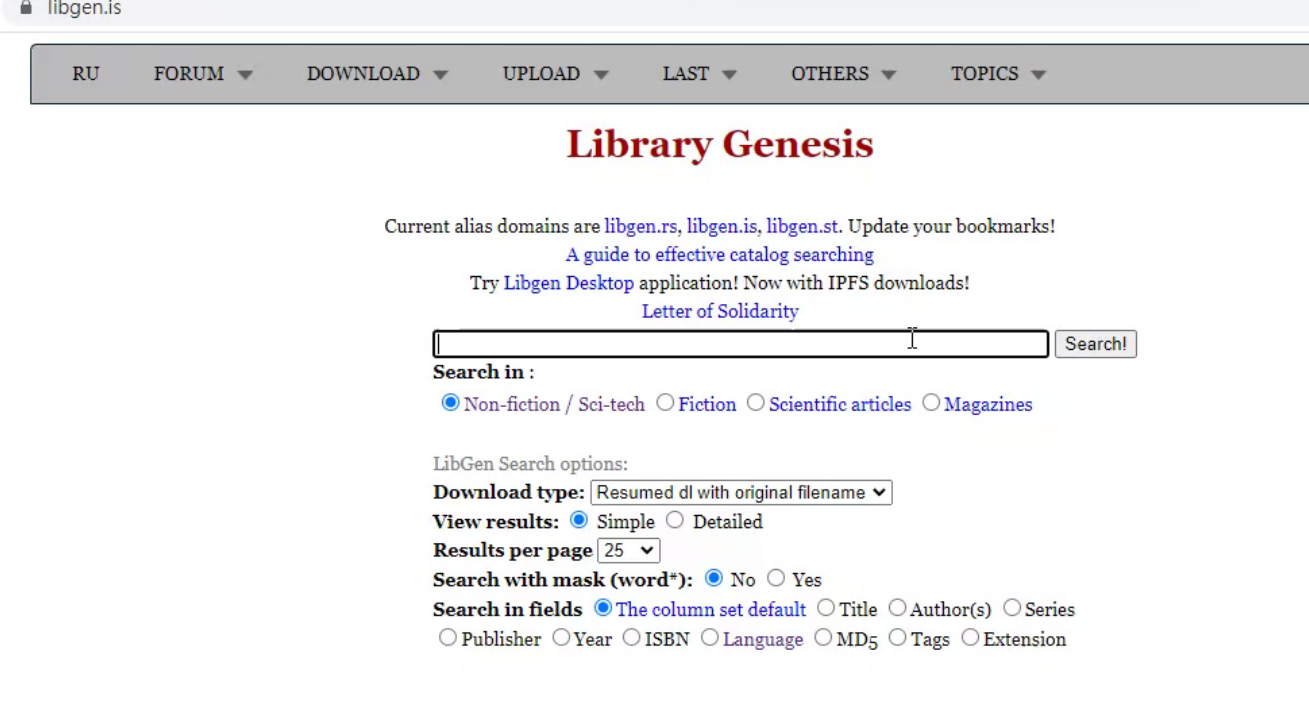 libgen.is
RU FORUM DOWNLOAD UPLOAD LAST OTHERS TOPICS
Library Genesis
Current alias domains are libgen.rs, libgen.is, libgen.st. Update your bookmarks!
A guide to effective catalog searching
Try Libgen Desktop application! Now with IPFS downloads!
Letter of Solidarity
Search!
Search in :
Non-fiction / Sci-tech Fiction Scientific articles Magazines
LibGen Search options:
Download type: Resumed dl with original filename
View results: Simple Detailed
Results per page 25
Search with mask (word*): No Yes
Search in fields The column set default Title Author(s) Series
Publisher Year ISBN Language MD5 Tags Extension